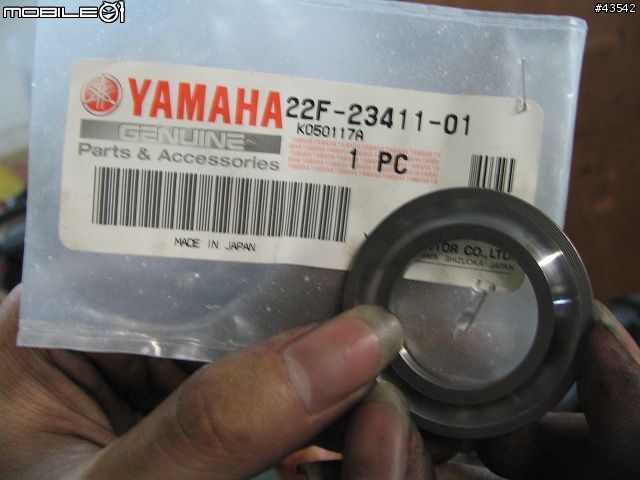 MOBILE01
#43542
YAMAHA 22F-23411-01
GENUINE K050117A
Parts & Accessories 1 PC
MADE IN JAPAN
TOR CO., LTD.
SHIZUOKA - JAPAN